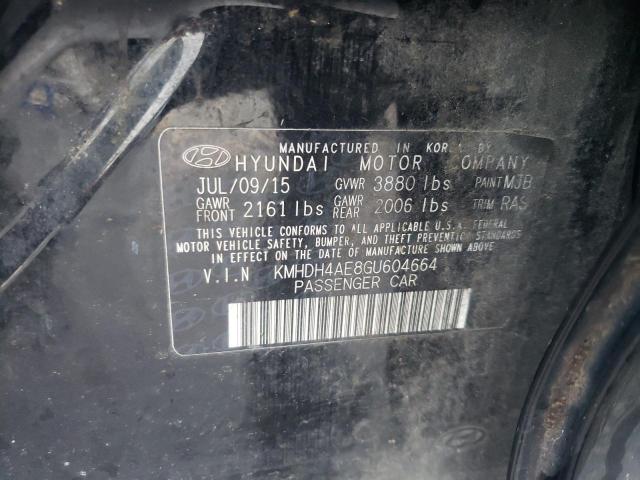 MANUFACTURED IN KOREA BY
HYUNDAI MOTOR COMPANY
JUL/09/15 GVWR 3880 lbs PAINT MJB
GAWR FRONT 2161 lbs GAWR REAR 2006 lbs TRIM RAS
THIS VEHICLE CONFORMS TO ALL APPLICABLE U.S. FEDERAL
MOTOR VEHICLE SAFETY, BUMPER, AND THEFT PREVENTION STANDARDS
IN EFFECT ON THE DATE OF MANUFACTURE SHOWN ABOVE.
V.I.N KMHDH4AE8GU604664
PASSENGER CAR